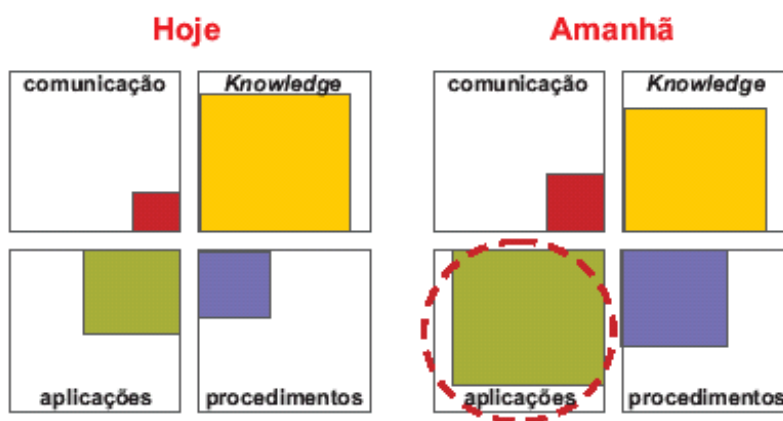 Hoje Amanhã
comunicação Knowledge comunicação Knowledge
aplicações procedimentos aplicações procedimentos